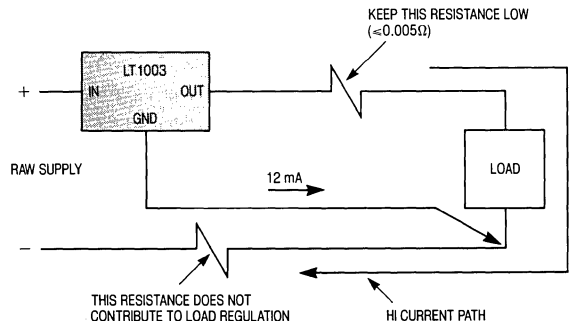 KEEP THIS RESISTANCE LOW
(≤0.005Ω)
LT1003
+ IN OUT
GND
RAW SUPPLY
LOAD
12 mA
−
THIS RESISTANCE DOES NOT
CONTRIBUTE TO LOAD REGULATION
HI CURRENT PATH